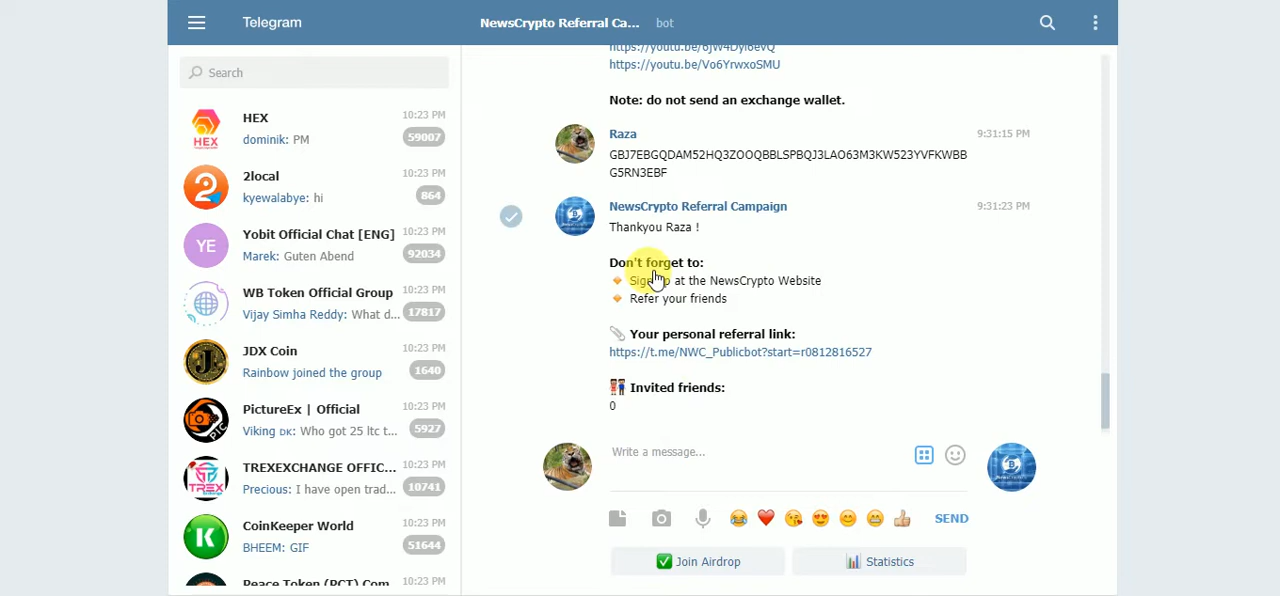 Telegram
NewsCrypto Referral Ca... bot
Search
HEX 10:23 PM
dominik: PM 59007
2local 10:23 PM
kyewalabye: hi 864
YE
Yobit Official Chat [ENG] 10:23 PM
Marek: Guten Abend 92034
WB Token Official Group 10:23 PM
Vijay Simha Reddy: What d... 17817
JDX Coin 10:23 PM
Rainbow joined the group 1640
PictureEx | Official 10:23 PM
Viking DK: Who got 25 ltc t... 5927
TREXEXCHANGE OFFIC... 10:23 PM
Precious: I have open trad... 10741
CoinKeeper World 10:23 PM
BHEEM: GIF 51644
Peace Token (PCT) Com... 10:23 PM
https://youtu.be/6jW4Dyl6evQ
https://youtu.be/Vo6YrwxoSMU
Note: do not send an exchange wallet.
Raza 9:31:15 PM
GBJ7EBGQDAM52HQ3ZOOQBBLSPBQJ3LAO63M3KW523YVFKWBB
G5RN3EBF
NewsCrypto Referral Campaign 9:31:23 PM
Thankyou Raza !
Don't forget to:
Sign up at the NewsCrypto Website
Refer your friends
Your personal referral link:
https://t.me/NWC_Publicbot?start=r0812816527
Invited friends:
0
Write a message...
SEND
Join Airdrop
Statistics